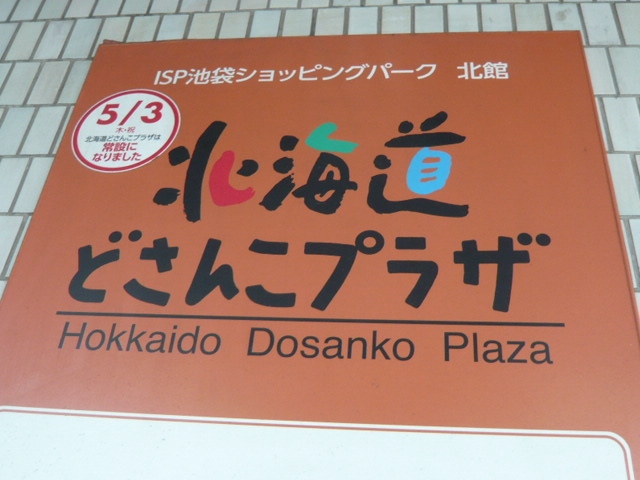 ISP池袋ショッピングパーク 北館
5/3
木・祝
北海道どさんこプラザは
常設に
なりました
北海道
どさんこプラザ
Hokkaido Dosanko Plaza